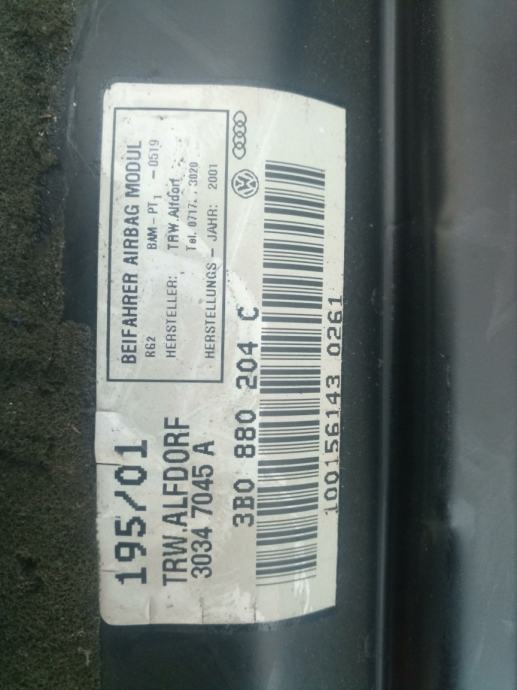 BEIFAHRER AIRBAG MODUL
RG2 BAM-PT1 -0519
HERSTELLER: TRW.Alfdorf
Tel. 0717.. 3020
HERSTELLUNGS-JAHR: 2001
195/01
TRW.ALFDORF
3034 7045 A
3B0 880 204 C
100156143 0261